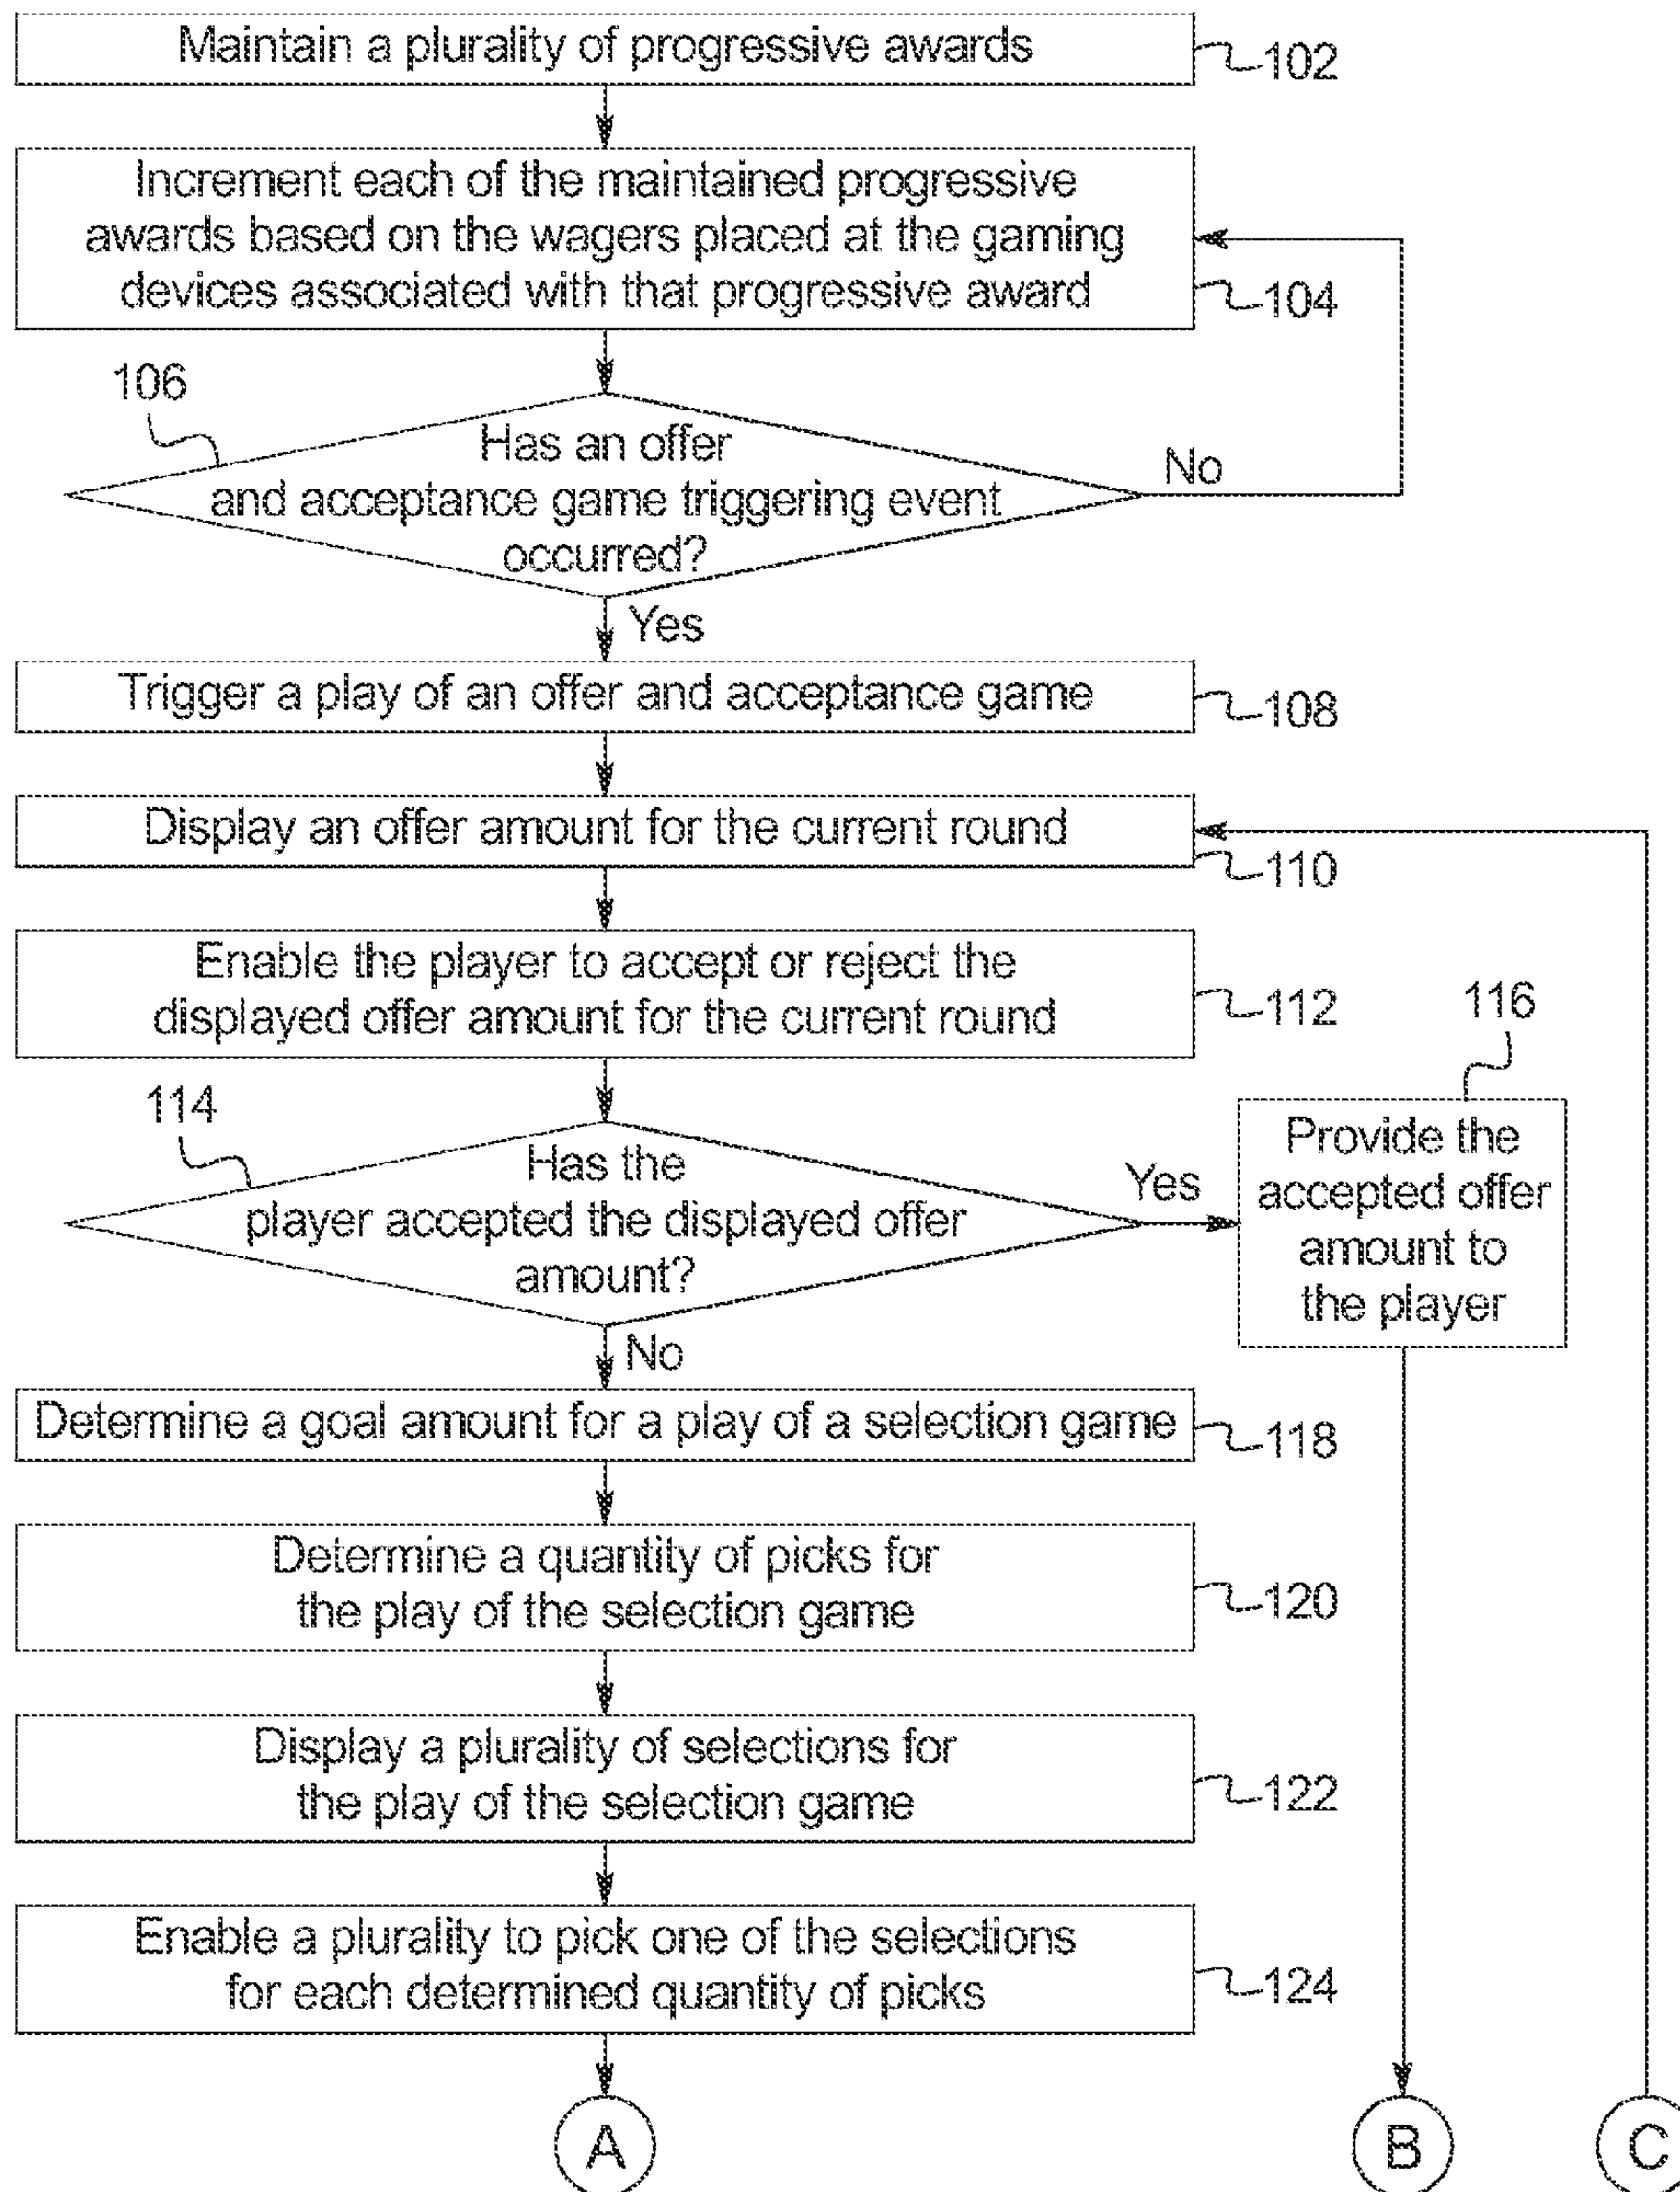 Maintain a plurality of progressive awards
102
Increment each of the maintained progressive
awards based on the wagers placed at the gaming
devices associated with that progressive award
104
106
Has an offer
and acceptance game triggering event
occurred?
No
Yes
Trigger a play of an offer and acceptance game
108
Display an offer amount for the current round
110
Enable the player to accept or reject the
displayed offer amount for the current round
112
114
Has the
player accepted the displayed offer
amount?
Yes
116
Provide the
accepted offer
amount to
the player
No
Determine a goal amount for a play of a selection game
118
Determine a quantity of picks for
the play of the selection game
120
Display a plurality of selections for
the play of the selection game
122
Enable a plurality to pick one of the selections
for each determined quantity of picks
124
A
B
C